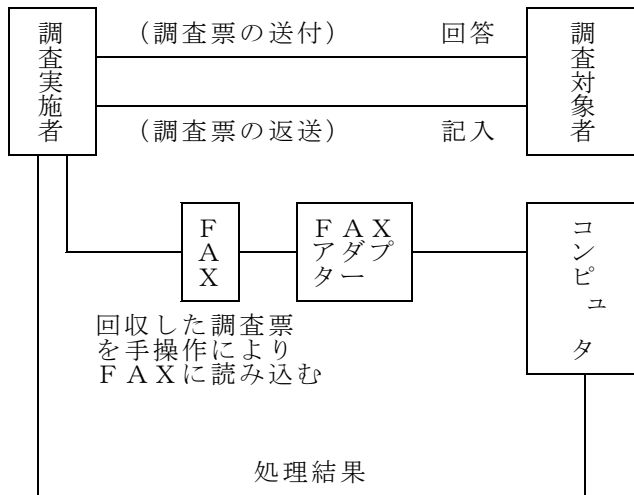 調査実施者
（調査票の送付）　　回答
調査対象者
（調査票の返送）　　記入
ＦＡＸ
ＦＡＸ
アダプ
ター
コンピュータ
回収した調査票
を手操作により
ＦＡＸに読み込む
処理結果